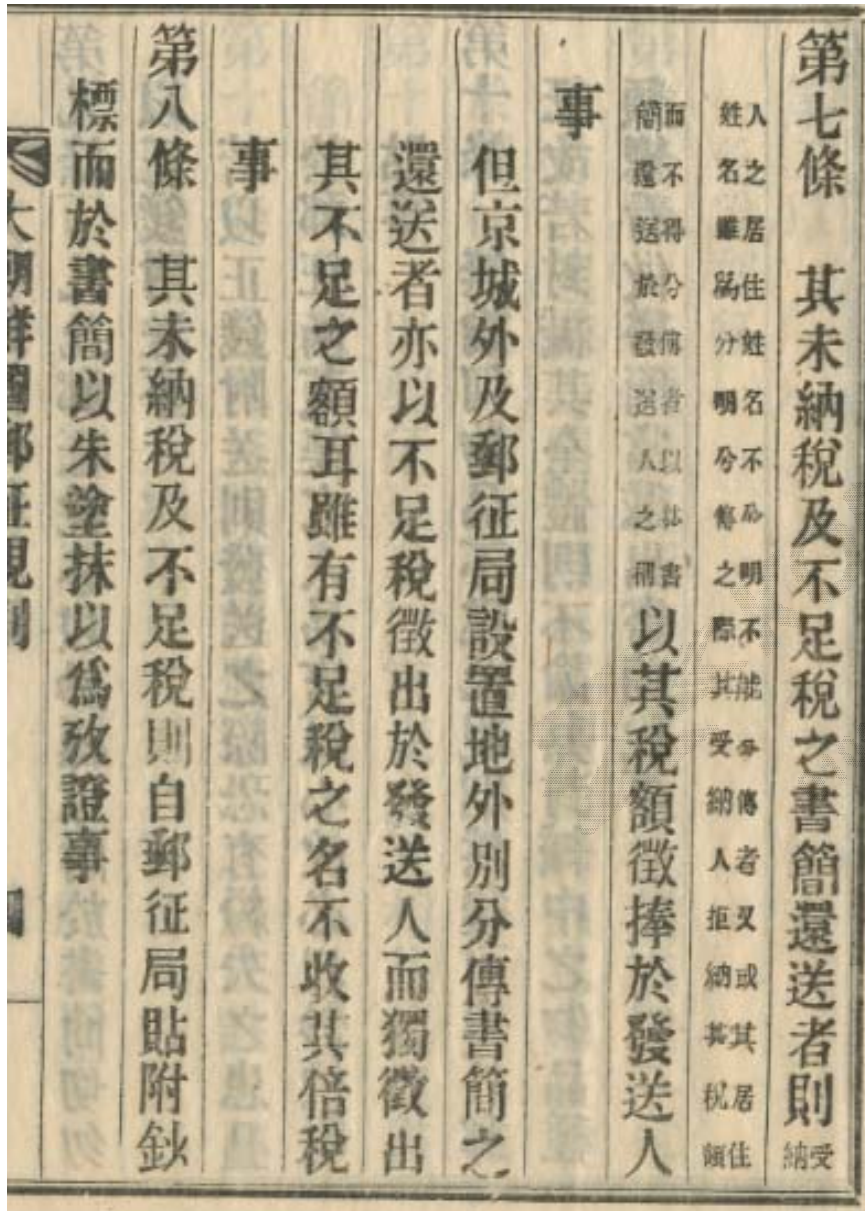 第七條　其未納稅及不足稅之書簡還送者則受納
人之居住姓名不分明不能分傳者又或其居住
姓名雖爲分明分傳之際其受納人拒納其稅額
而不得分傳者以書
簡還送於發送人之稱
以其稅額徵捧於發送人
事
但京城外及郵征局設置地外別分傳書簡之
還送者亦以不足稅徵出於發送人而獨徵出
其不足之額耳雖有不足稅之名不收其倍稅
事
第八條　其未納稅及不足稅則自郵征局貼附鈔
標而於書簡以朱塗抹以爲攷證事
大朝鮮國郵征規則